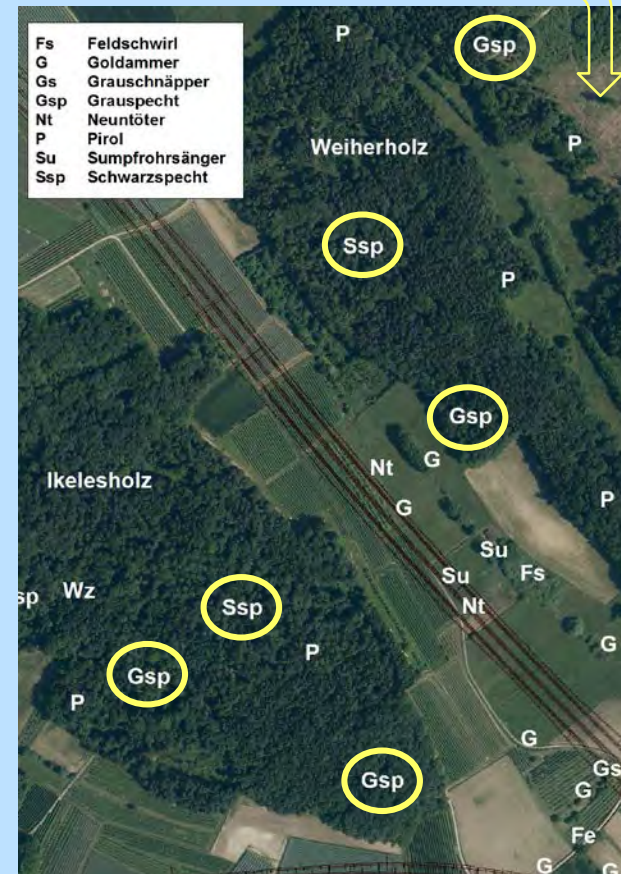 Fs Feldschwirl
G Goldammer
Gs Grauschnäpper
Gsp Grauspecht
Nt Neuntöter
P Pirol
Su Sumpfrohrsänger
Ssp Schwarzspecht
P
Gsp
P
Weiherholz
Ssp
P
Gsp
G
Nt
Ikelesholz
P
G
Su
Fs
Su
sp
Wz
Ssp
Nt
G
P
Gsp
P
G
Gs
Gsp
G
Fe
G
G